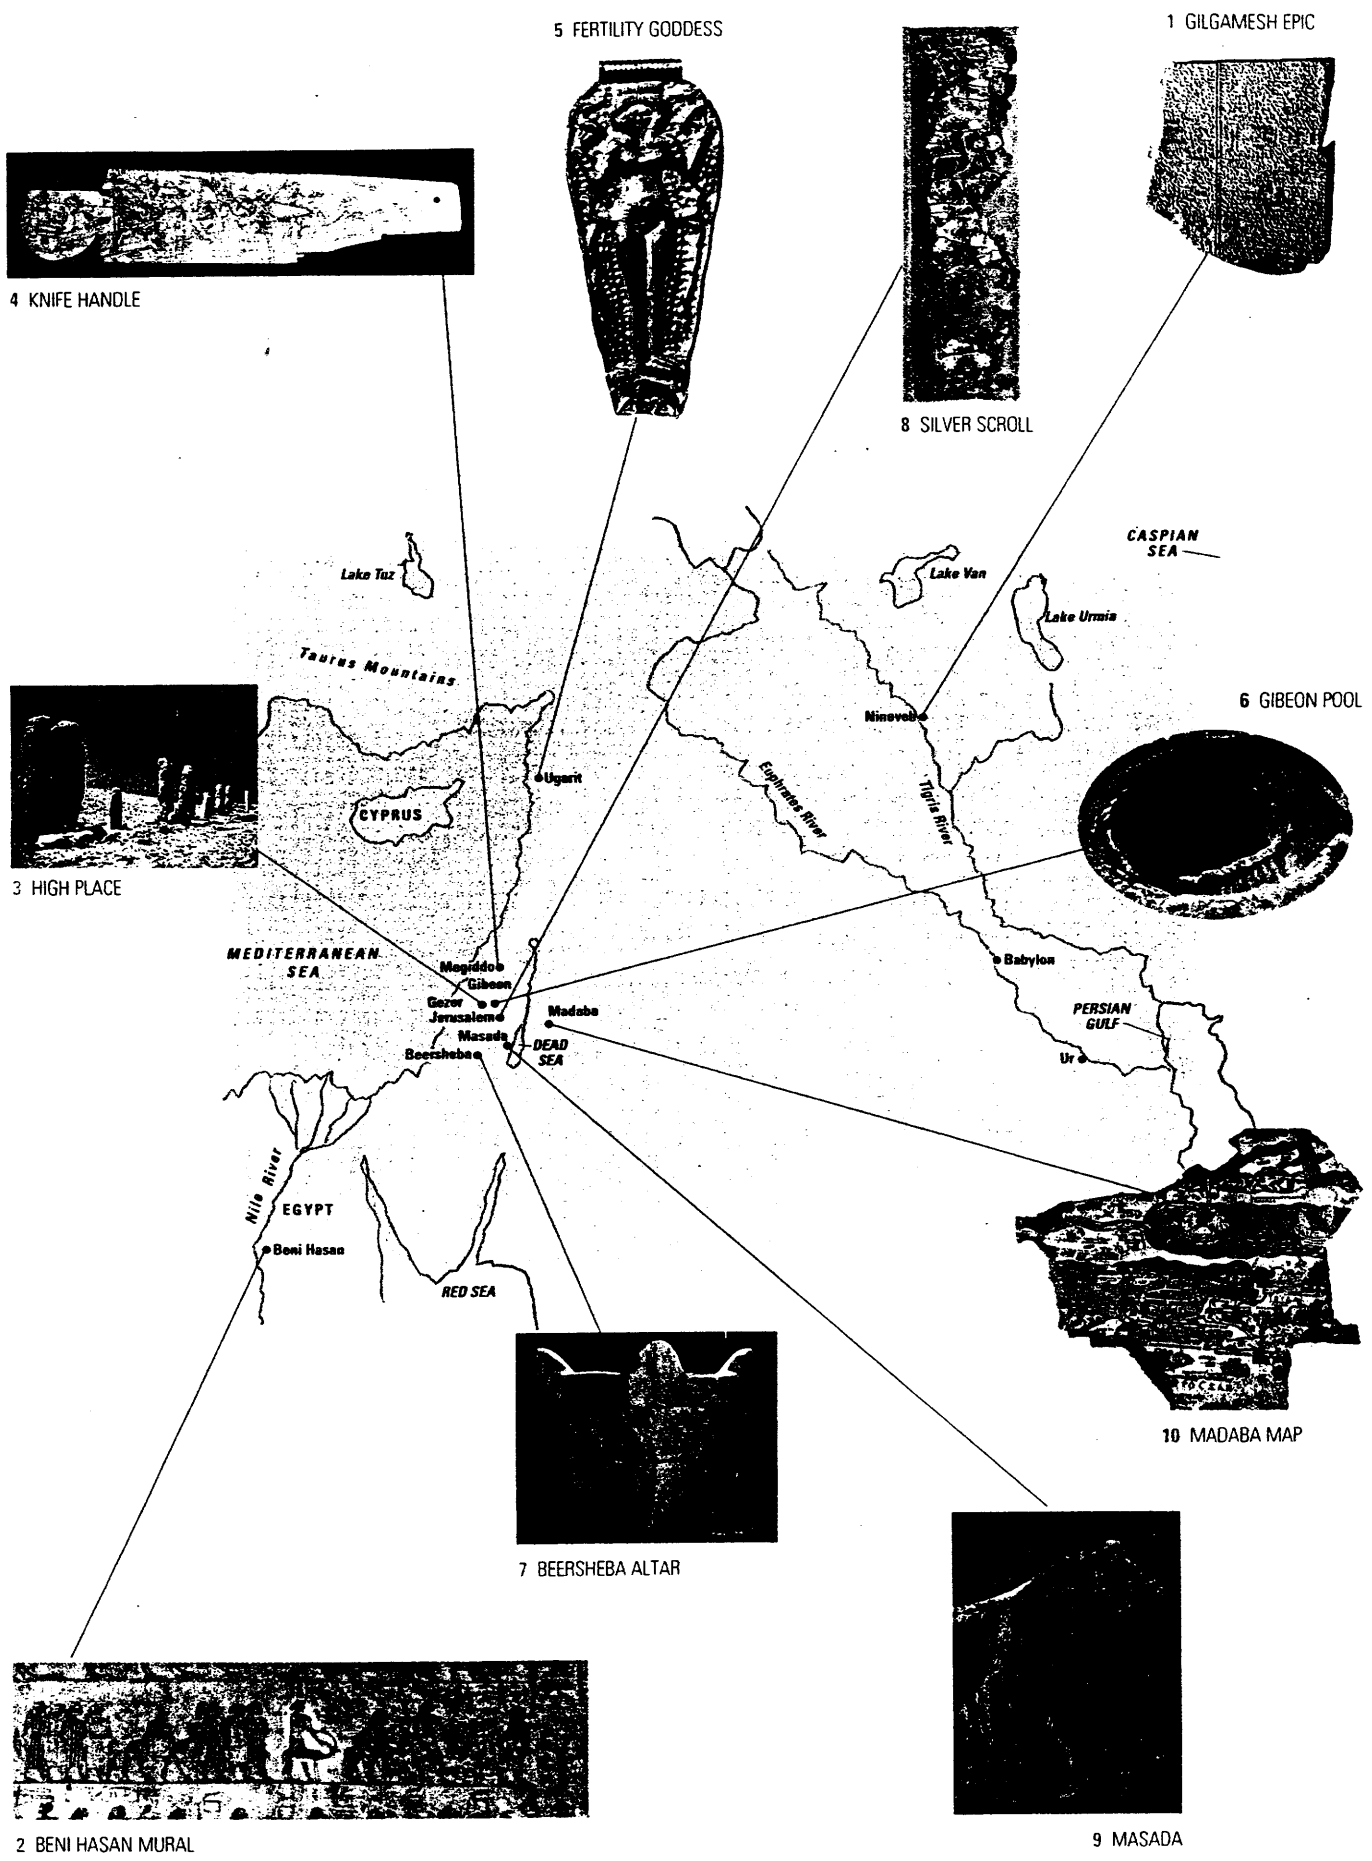 5 FERTILITY GODDESS
1 GILGAMESH EPIC
4 KNIFE HANDLE
8 SILVER SCROLL
CASPIAN
SEA
Lake Tuz
Lake Van
Lake Urmia
Taurus Mountains
6 GIBEON POOL
Nineveh
Ugarit
Euphrates River
Tigris River
CYPRUS
3 HIGH PLACE
MEDITERRANEAN
SEA
Megiddo
Gibeon
Gezer
Jerusalem
Madaba
Masada
DEAD
SEA
Beersheba
Babylon
PERSIAN
GULF
Ur
Nile River
EGYPT
Beni Hasan
RED SEA
10 MADABA MAP
7 BEERSHEBA ALTAR
2 BENI HASAN MURAL
9 MASADA